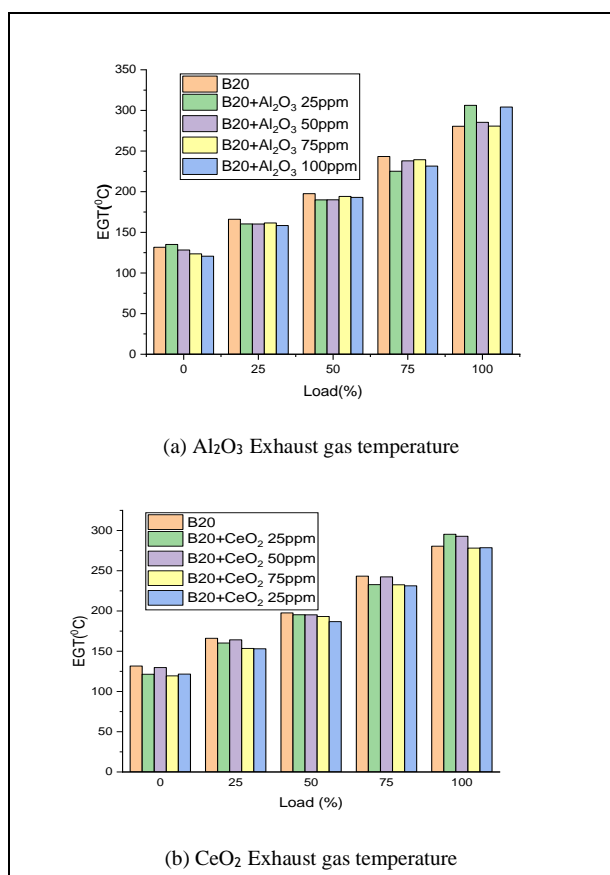 350
300
250
200
150
100
50
0
EGT(⁰C)
B20
B20+Al₂O₃ 25ppm
B20+Al₂O₃ 50ppm
B20+Al₂O₃ 75ppm
B20+Al₂O₃ 100ppm
0 25 50 75 100
Load(%)
(a) Al₂O₃ Exhaust gas temperature
300
250
200
150
100
50
0
EGT(⁰C)
B20
B20+CeO₂ 25ppm
B20+CeO₂ 50ppm
B20+CeO₂ 75ppm
B20+CeO₂ 25ppm
0 25 50 75 100
Load (%)
(b) CeO₂ Exhaust gas temperature